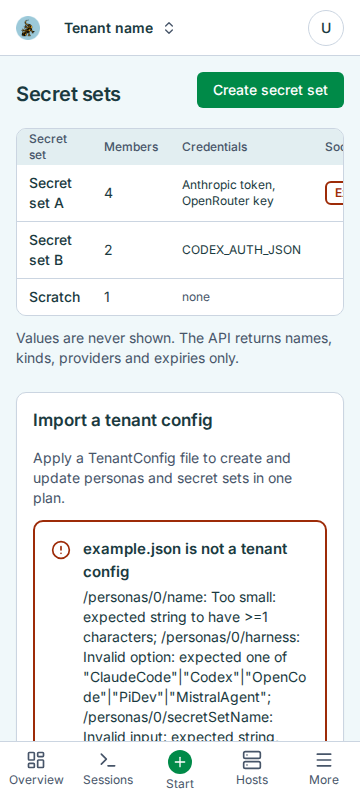 Tenant name
U
Secret sets
Create secret set
Secret set
Members
Credentials
Secret set A
4
Anthropic token, OpenRouter key
Secret set B
2
CODEX_AUTH_JSON
Scratch
1
none
Values are never shown. The API returns names,
kinds, providers and expiries only.
Import a tenant config
Apply a TenantConfig file to create and
update personas and secret sets in one
plan.
example.json is not a tenant
config
/personas/0/name: Too small:
expected string to have >=1
characters; /personas/0/harness:
Invalid option: expected one of
"ClaudeCode"|"Codex"|"OpenCo
de"|"PiDev"|"MistralAgent";
/personas/0/secretSetName:
Invalid input: expected string,
Overview
Sessions
Start
Hosts
More